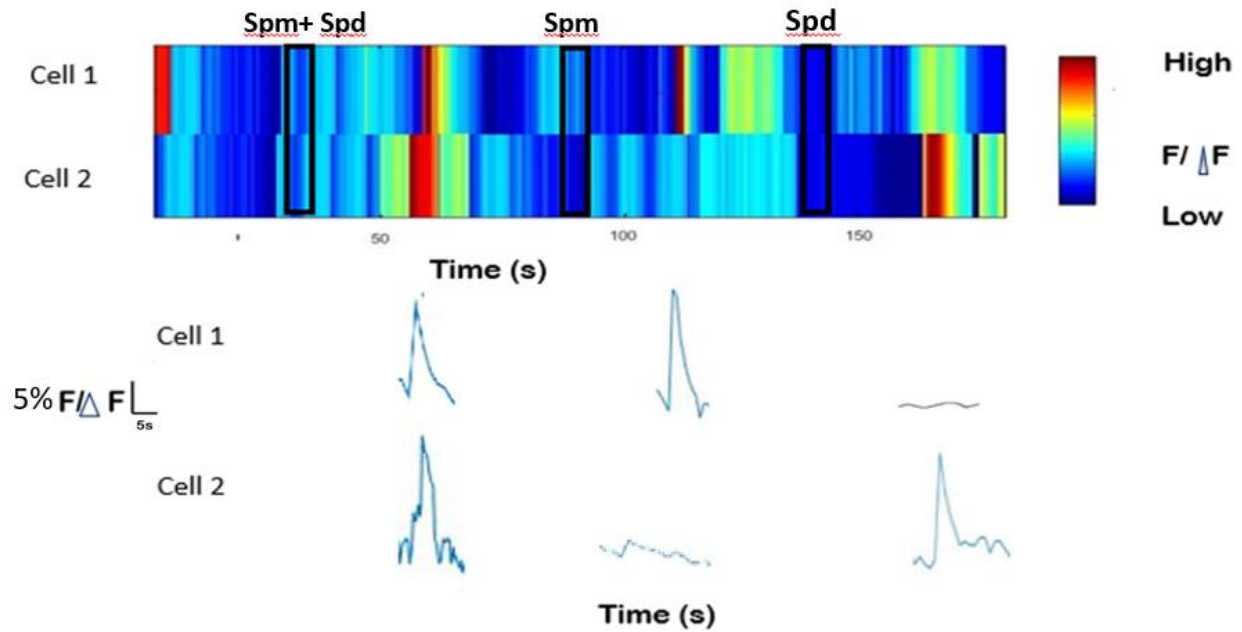 Spm+ Spd Spm Spd
Cell 1
Cell 2
High
F/ △F
Low
50 100 150
Time (s)
Cell 1
5% F/△ F
5s
Cell 2
Time (s)